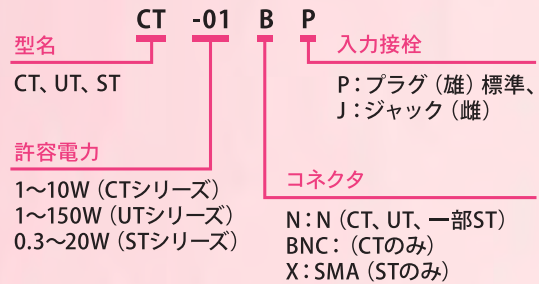 CT -01 B P
型名
CT、UT、ST
入力接栓
P：プラグ（雄）標準、
J：ジャック（雌）
許容電力
1〜10W（CTシリーズ）
1〜150W（UTシリーズ）
0.3〜20W（STシリーズ）
コネクタ
N：N（CT、UT、一部ST）
BNC：（CTのみ）
X：SMA（STのみ）